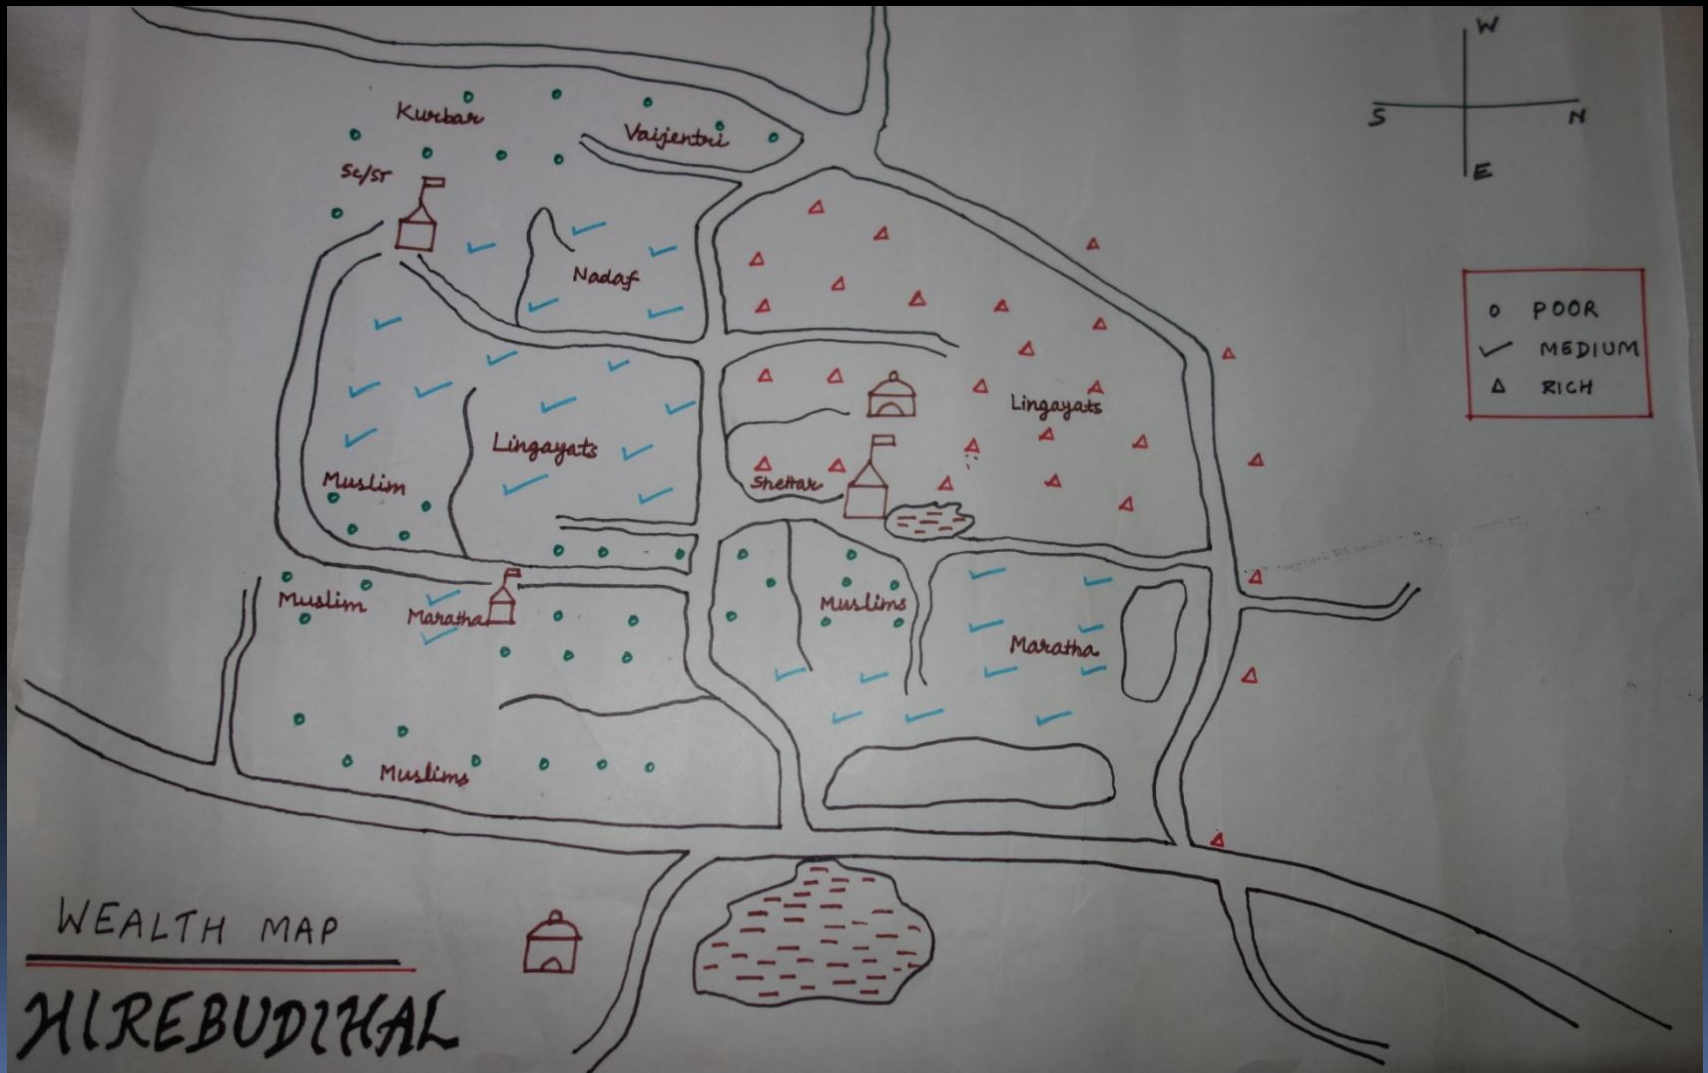 W
S N
E
Kurbar
Vaijentri
Sc/ST
Nadaf
POOR
MEDIUM
RICH
Lingayats
Lingayats
Muslim
Shettar
Muslim
Maratha
Muslims
Maratha
Muslims
WEALTH MAP
HIREBUDIHAL